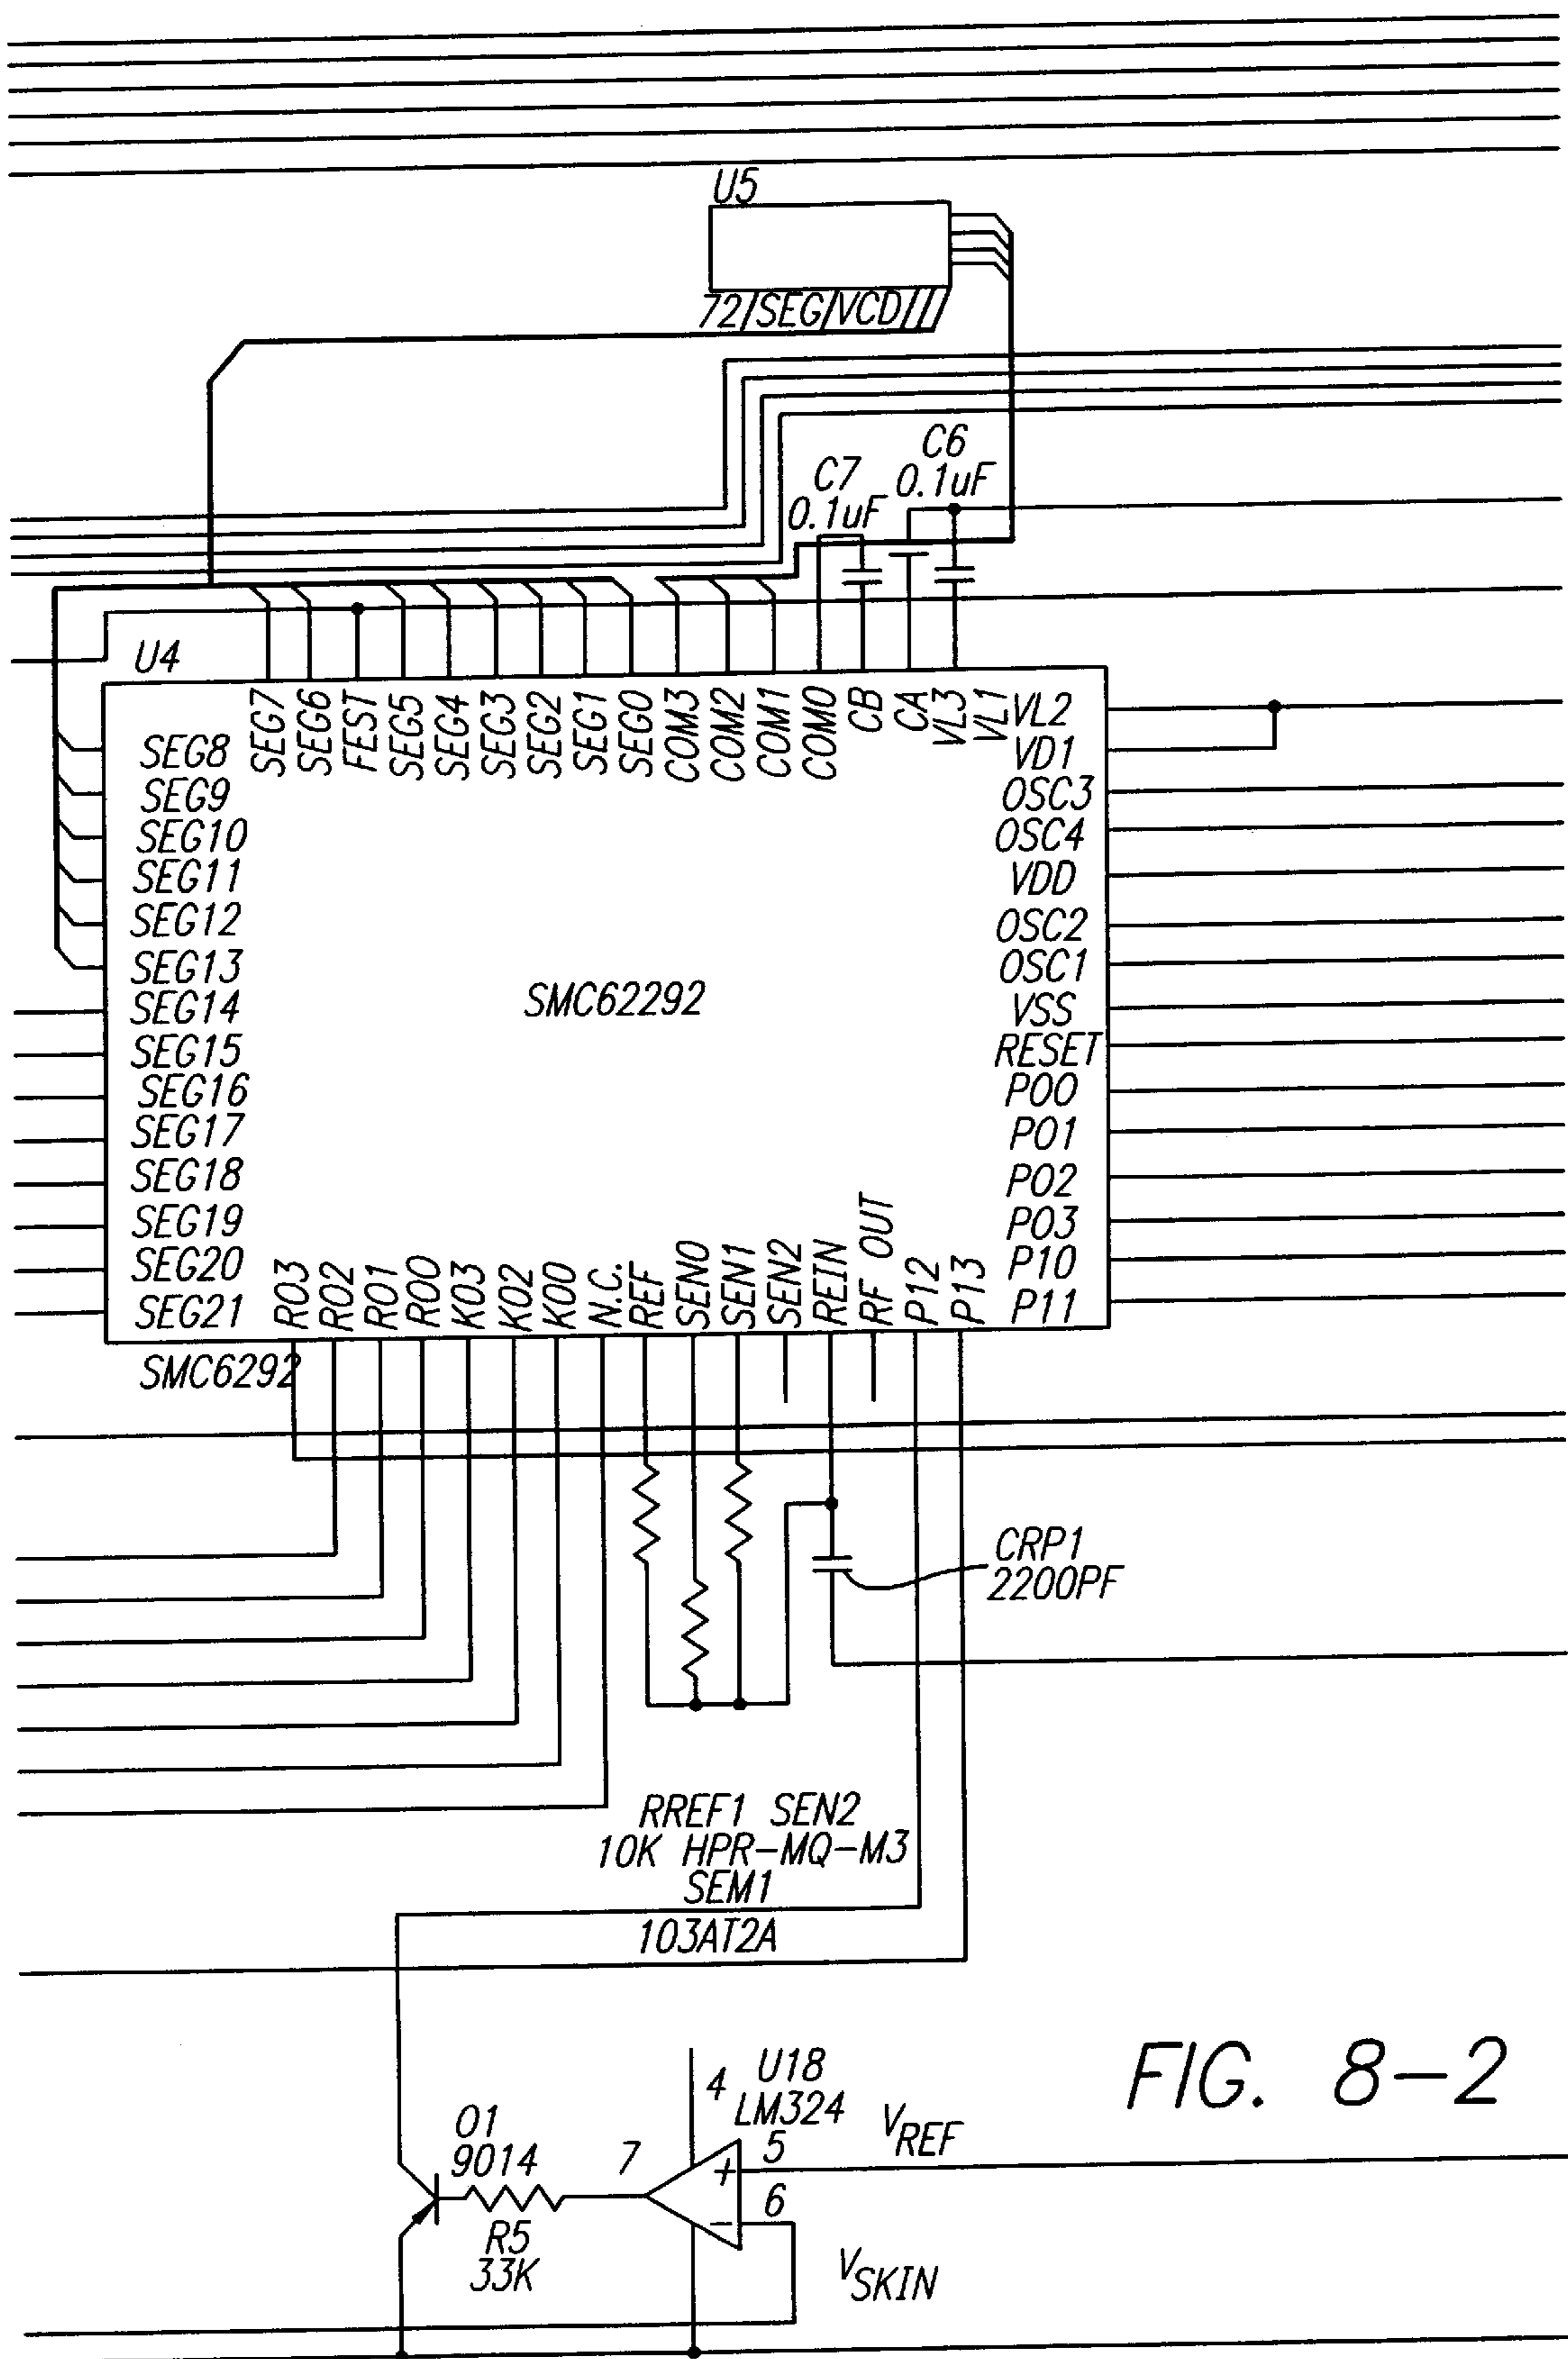 U5
72/SEG/VCD///
C6
0.1uF
C7
0.1uF
U4
SEG7
SEG6
FEST
SEG5
SEG4
SEG3
SEG2
SEG1
SEG0
COM3
COM2
COM1
COM0
CB
CA
VL3
VL1
VL2
VD1
OSC3
OSC4
VDD
OSC2
OSC1
VSS
RESET
P00
P01
P02
P03
P10
P11
SEG8
SEG9
SEG10
SEG11
SEG12
SEG13
SEG14
SEG15
SEG16
SEG17
SEG18
SEG19
SEG20
SEG21
SMC62292
R03
R02
R01
R00
K03
K02
K00
N.C.
REF
SEN0
SEN1
SEN2
REIN
RF OUT
P12
P13
SMC6292
CRP1
2200PF
RREF1 SEN2
10K HPR-MQ-M3
SEM1
103AT2A
FIG. 8-2
U18
LM324
4
5
6
7
VREF
VSKIN
O1
9014
R5
33K
+
−